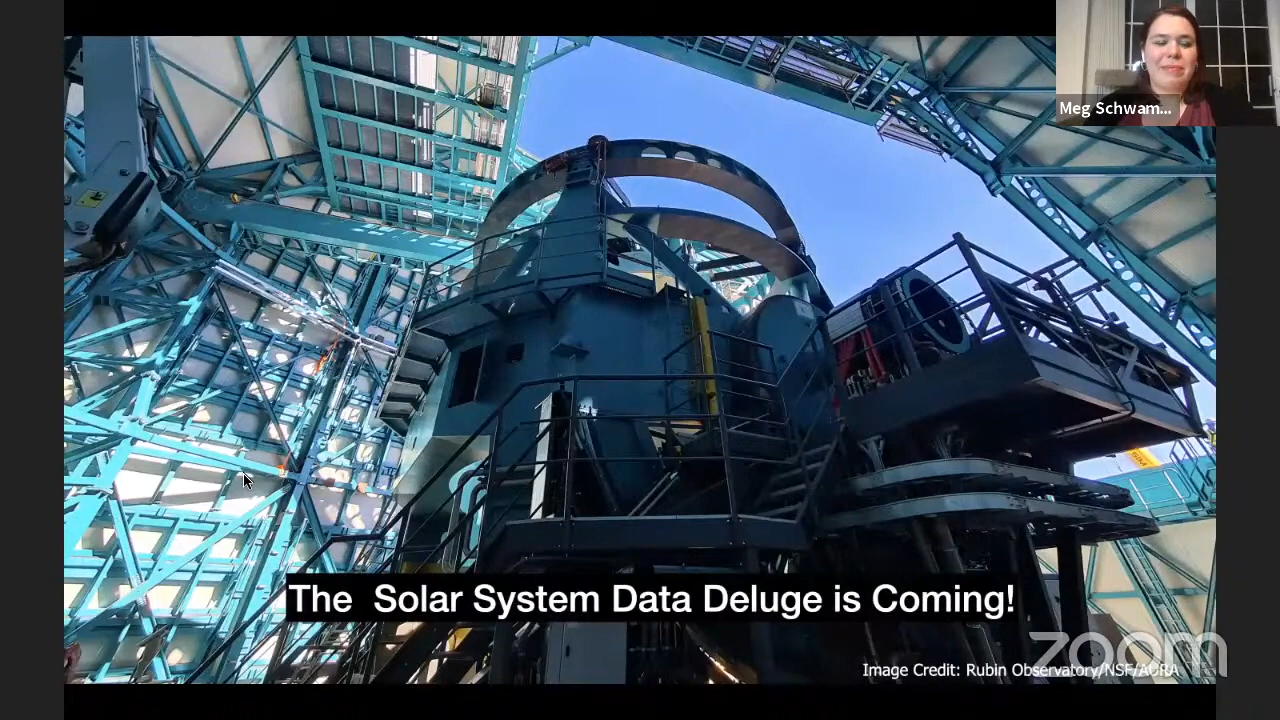 Meg Schwam...
The  Solar System Data Deluge is Coming!
zoom
Image Credit: Rubin Observatory/NSF/AURA